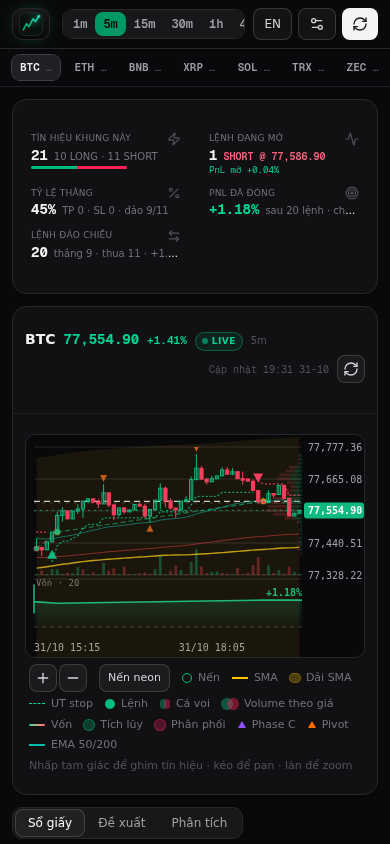 1m 5m 15m 30m 1h EN
BTC … ETH … BNB … XRP … SOL … TRX … ZEC …
TÍN HIỆU KHUNG NÀY
21 10 LONG · 11 SHORT
LỆNH ĐANG MỞ
1 SHORT @ 77,586.90
PnL mở +0.04%
TỶ LỆ THẮNG
45% TP 0 · SL 0 · đảo 9/11
PNL ĐÃ ĐÓNG
+1.18% sau 20 lệnh · ch…
LỆNH ĐẢO CHIỀU
20 thắng 9 · thua 11 · +1.…
BTC 77,554.90 +1.41% LIVE 5m
Cập nhật 19:31 31-10
77,777.36
77,665.08
77,554.90
77,440.51
77,328.22
Vốn · 20
+1.18%
31/10 15:15 31/10 18:05
+ − Nến neon Nến SMA Dải SMA
UT stop Lệnh Cá voi Volume theo giá
Vốn Tích lũy Phân phối Phase C Pivot
EMA 50/200
Nhấp tam giác để ghim tín hiệu · kéo để pan · lăn để zoom
Sổ giấy Đề xuất Phân tích